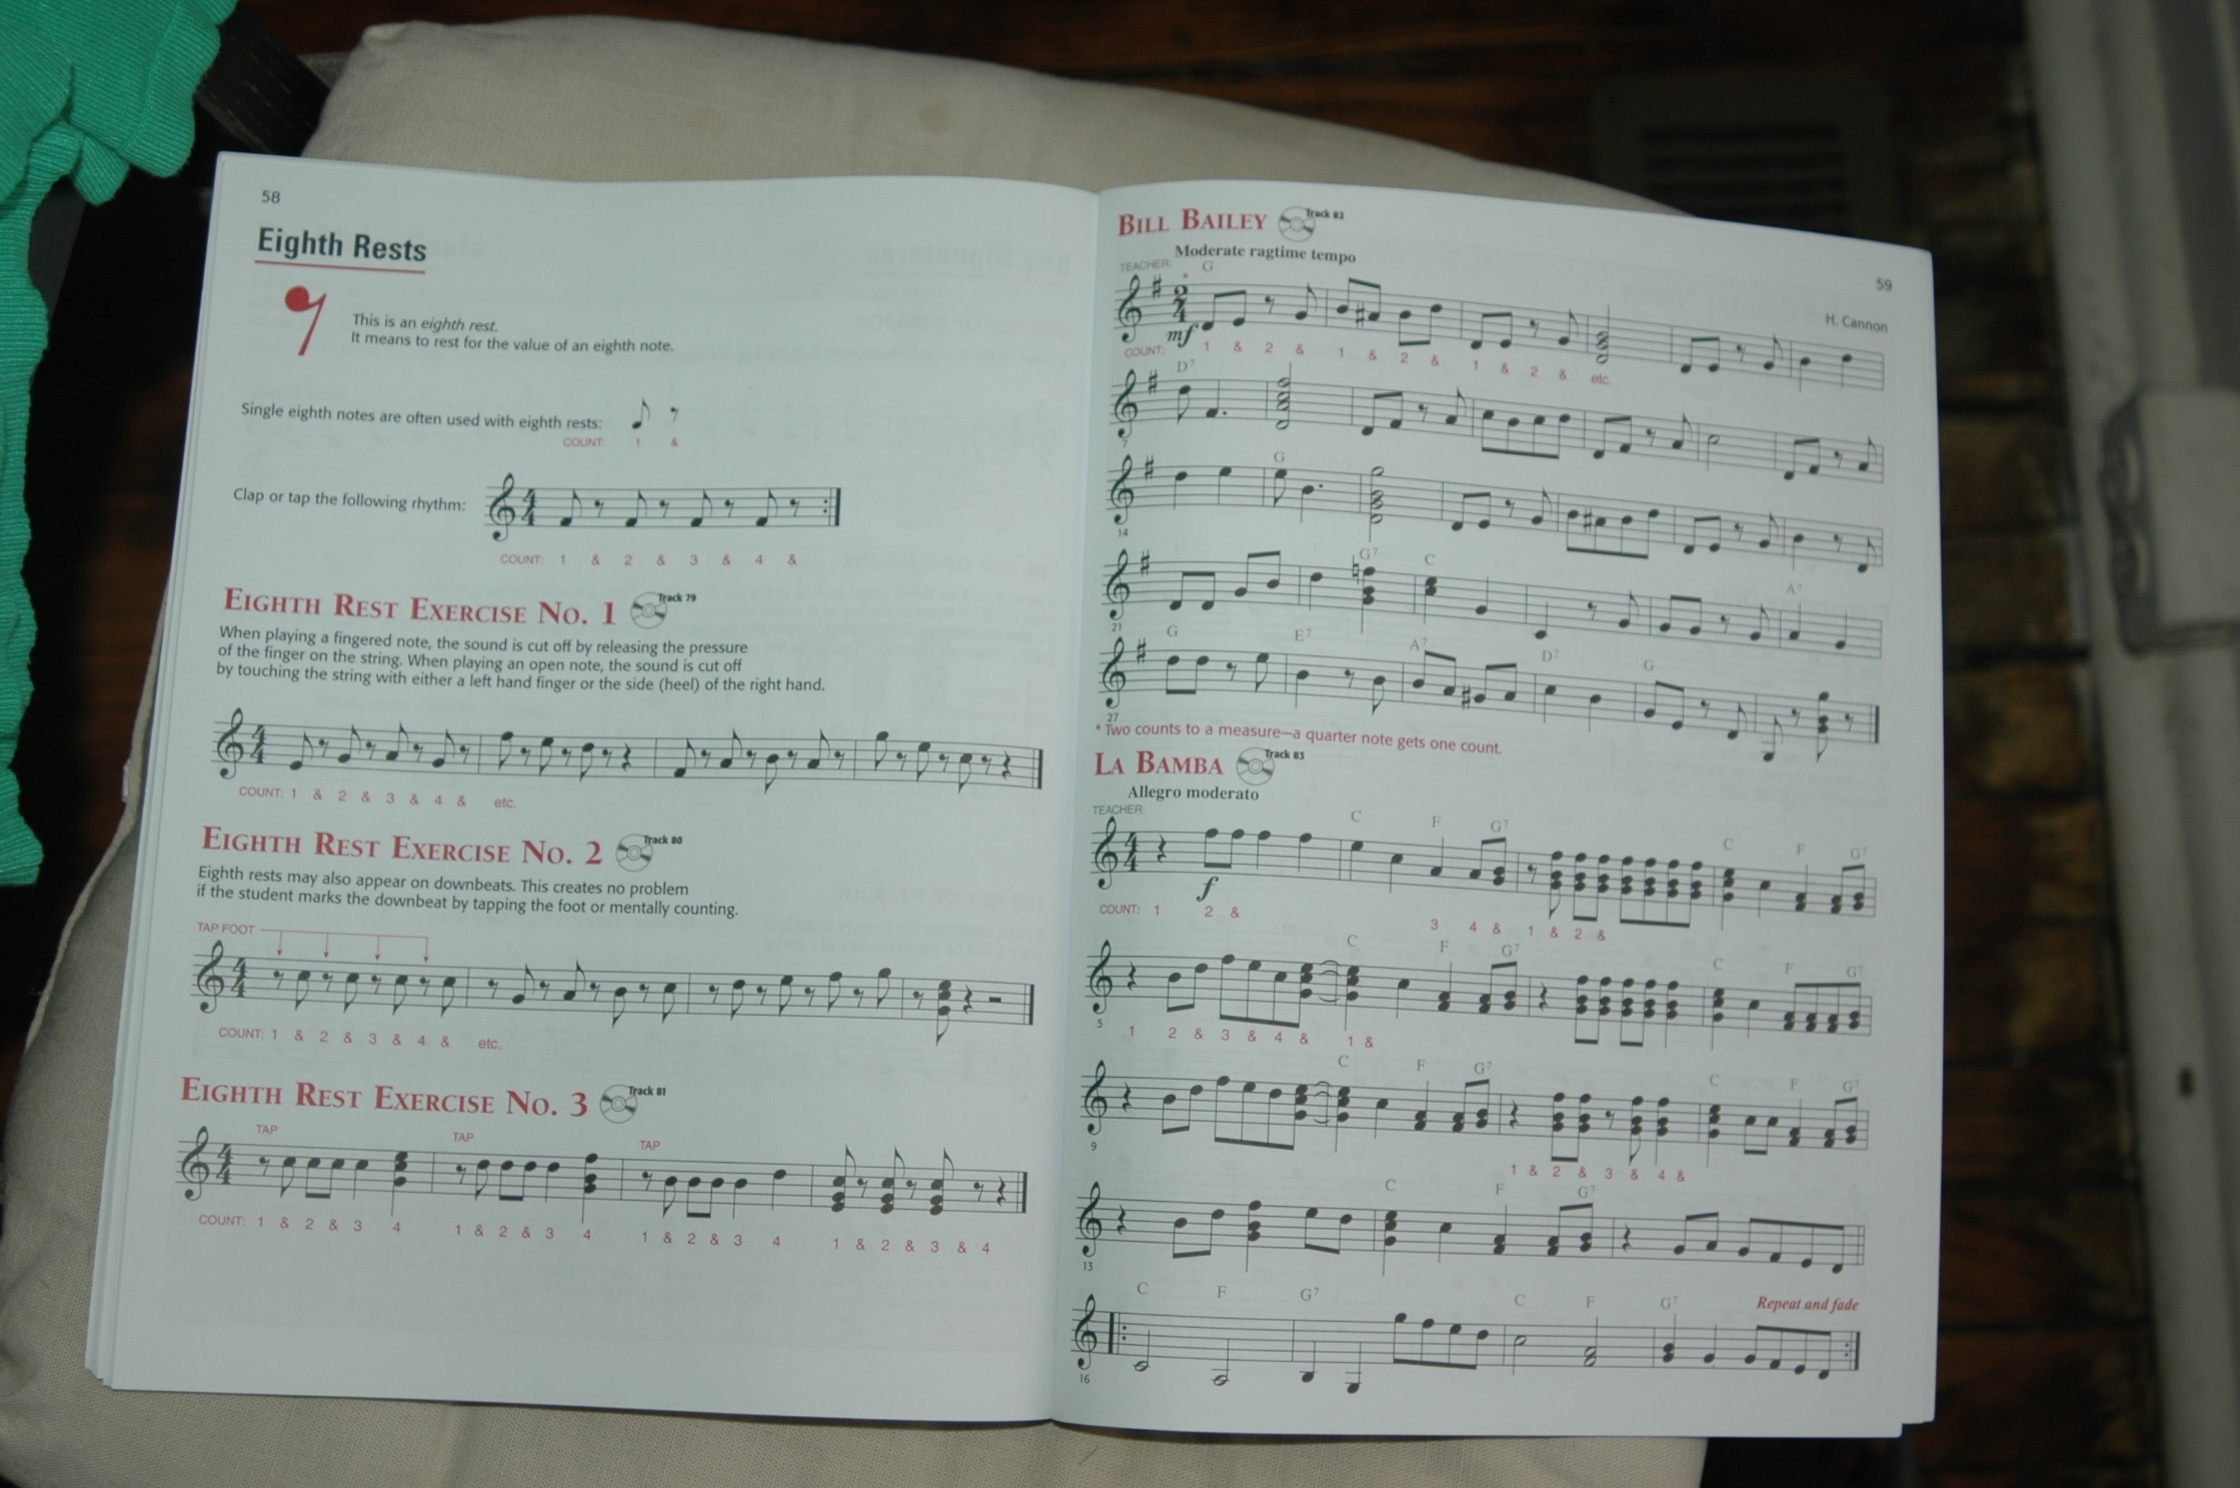 58
Eighth Rests
This is an eighth rest.
It means to rest for the value of an eighth note.
Single eighth notes are often used with eighth rests:
COUNT: 1 &
Clap or tap the following rhythm:
4 4
COUNT: 1 & 2 & 3 & 4 &
EIGHTH REST EXERCISE NO. 1 Track 79
When playing a fingered note, the sound is cut off by releasing the pressure
of the finger on the string. When playing an open note, the sound is cut off
by touching the string with either a left hand finger or the side (heel) of the right hand.
4 4
COUNT: 1 & 2 & 3 & 4 & etc.
EIGHTH REST EXERCISE NO. 2 Track 80
Eighth rests may also appear on downbeats. This creates no problem
if the student marks the downbeat by tapping the foot or mentally counting.
TAP FOOT
4 4
COUNT: 1 & 2 & 3 & 4 & etc.
EIGHTH REST EXERCISE NO. 3 Track 81
TAP TAP TAP
4 4
COUNT: 1 & 2 & 3 4 1 & 2 & 3 4 1 & 2 & 3 4 1 & 2 & 3 & 4
BILL BAILEY Track 82
59
Moderate ragtime tempo
H. Cannon
TEACHER: G
* 2 4
mf
COUNT: 1 & 2 & 1 & 2 & 1 & 2 & etc.
D7
7
G
14
G7 C A7
21
G E7 A7 D7 G
27
* Two counts to a measure—a quarter note gets one count.
LA BAMBA Track 83
Allegro moderato
TEACHER:
C F G7 C F G7
4 4
f
COUNT: 1 2 & 3 4 & 1 & 2 &
C F G7 C F G7
5
1 2 & 3 & 4 & 1 &
C F G7 C F G7
9
1 & 2 & 3 & 4 &
C F G7
13
C F G7 C F G7 Repeat and fade
16